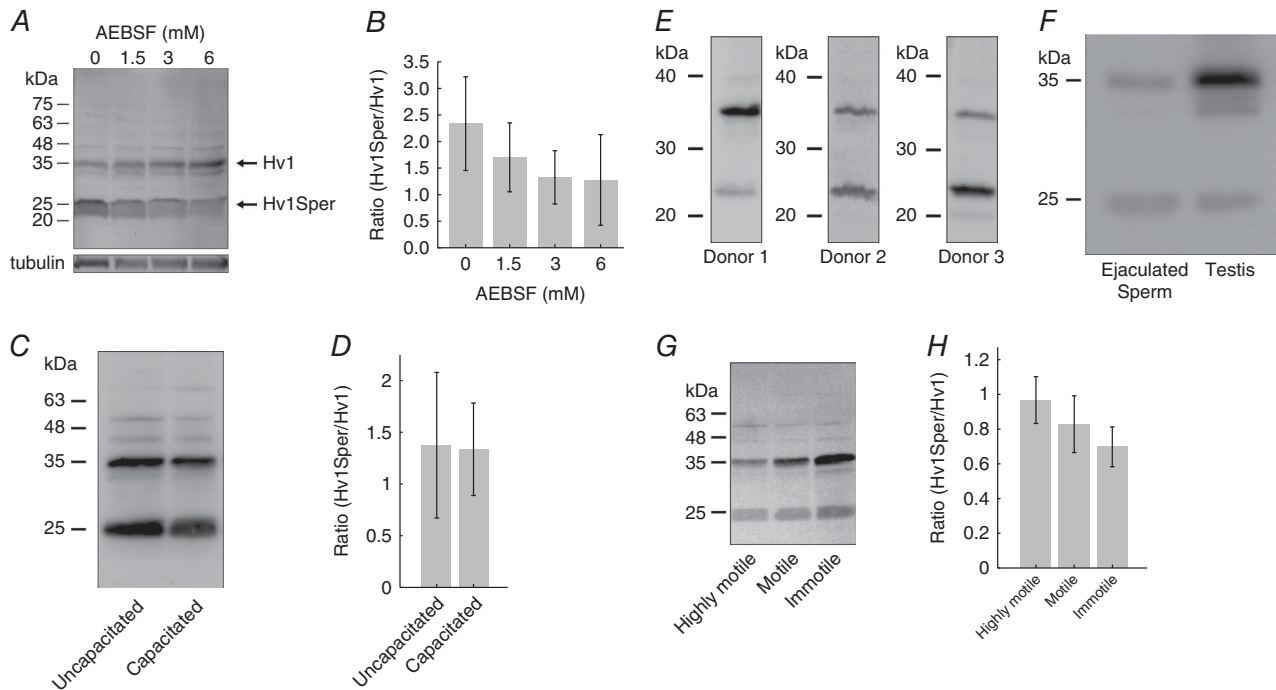 A
AEBSF (mM)
0 1.5 3 6
kDa
75
63
48
35
25
20
Hv1
Hv1Sper
tubulin
B
Ratio (Hv1Sper/Hv1)
3.5
3.0
2.5
2.0
1.5
1.0
0.5
0.0
0 1.5 3 6
AEBSF (mM)
E
kDa
40
30
20
Donor 1
kDa
40
30
20
Donor 2
kDa
40
30
20
Donor 3
F
kDa
35
25
Ejaculated
Sperm
Testis
C
kDa
63
48
35
25
Uncapacitated
Capacitated
D
Ratio (Hv1Sper/Hv1)
2
1.5
1
0.5
0
Uncapacitated
Capacitated
G
kDa
63
48
35
25
Highly motile
Motile
Immotile
H
Ratio (Hv1Sper/Hv1)
1.2
1
0.8
0.6
0.4
0.2
0
Highly motile
Motile
Immotile